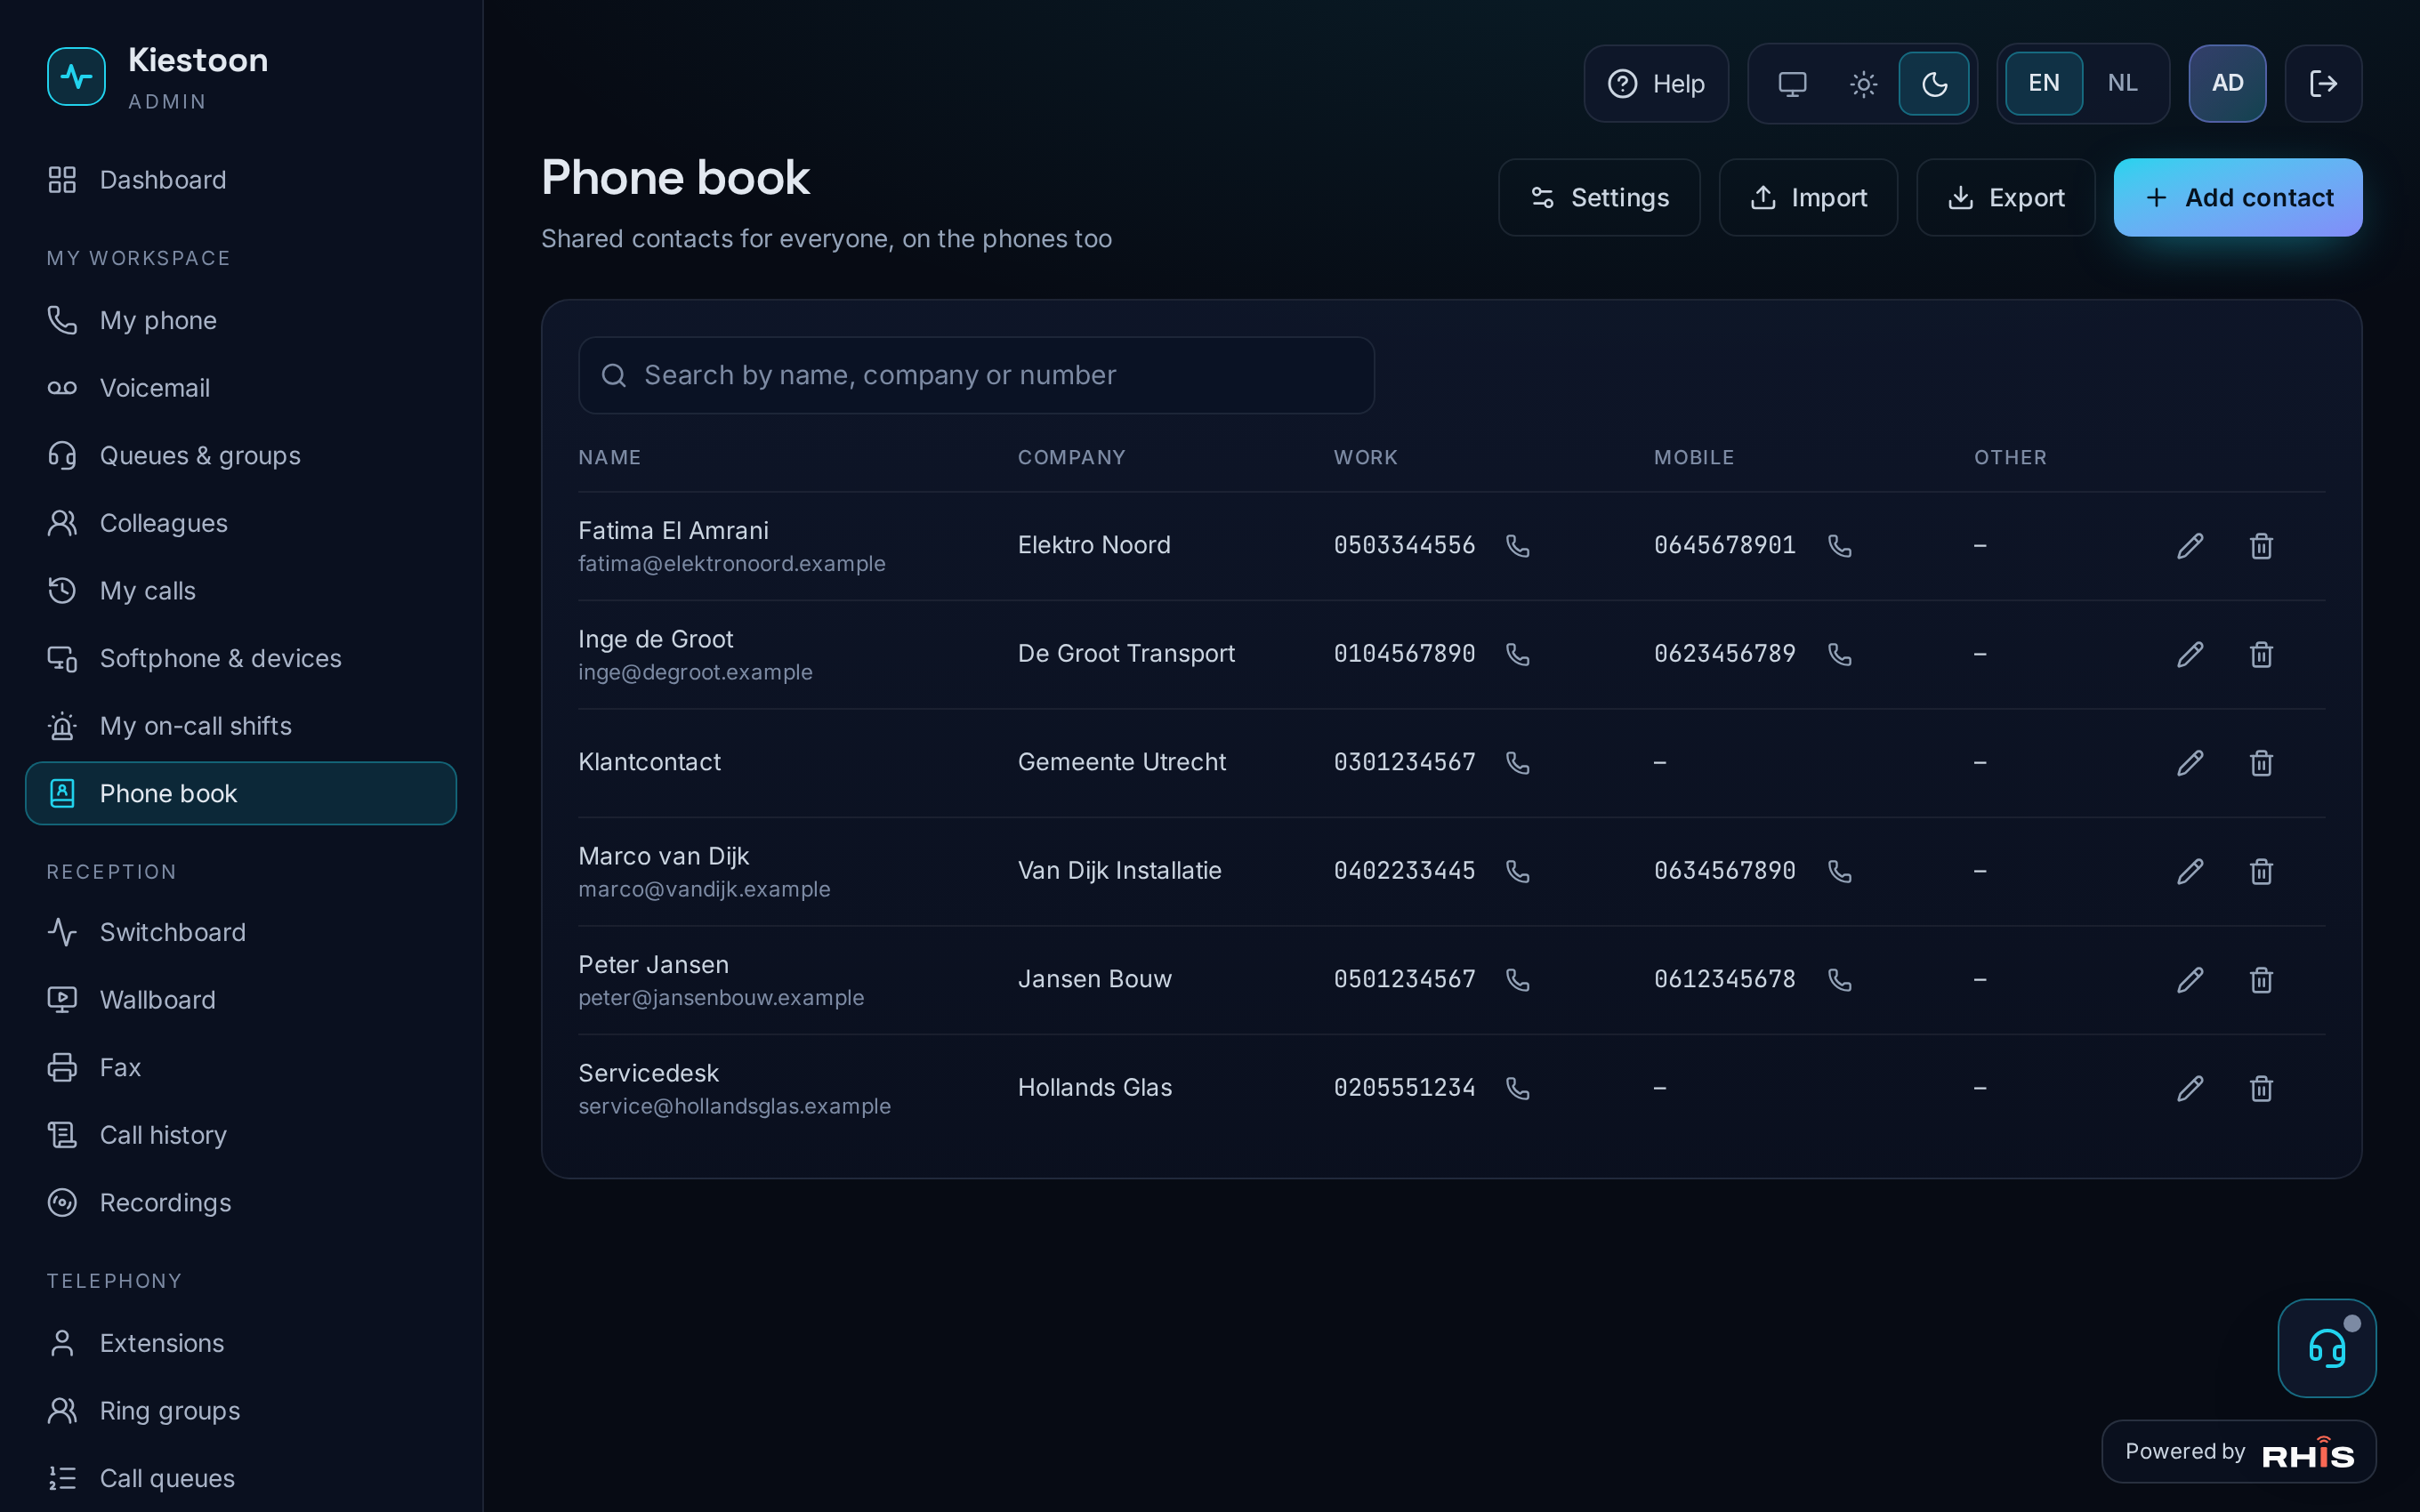 Kiestoon
ADMIN
Dashboard
MY WORKSPACE
My phone
Voicemail
Queues & groups
Colleagues
My calls
Softphone & devices
My on-call shifts
Phone book
RECEPTION
Switchboard
Wallboard
Fax
Call history
Recordings
TELEPHONY
Extensions
Ring groups
Call queues
Help
EN NL
AD
Phone book
Shared contacts for everyone, on the phones too
Settings
Import
Export
Add contact
Search by name, company or number
NAME COMPANY WORK MOBILE OTHER
Fatima El Amrani
fatima@elektronoord.example
Elektro Noord 0503344556 0645678901 –
Inge de Groot
inge@degroot.example
De Groot Transport 0104567890 0623456789 –
Klantcontact Gemeente Utrecht 0301234567 – –
Marco van Dijk
marco@vandijk.example
Van Dijk Installatie 0402233445 0634567890 –
Peter Jansen
peter@jansenbouw.example
Jansen Bouw 0501234567 0612345678 –
Servicedesk
service@hollandsglas.example
Hollands Glas 0205551234 – –
Powered by RHIS